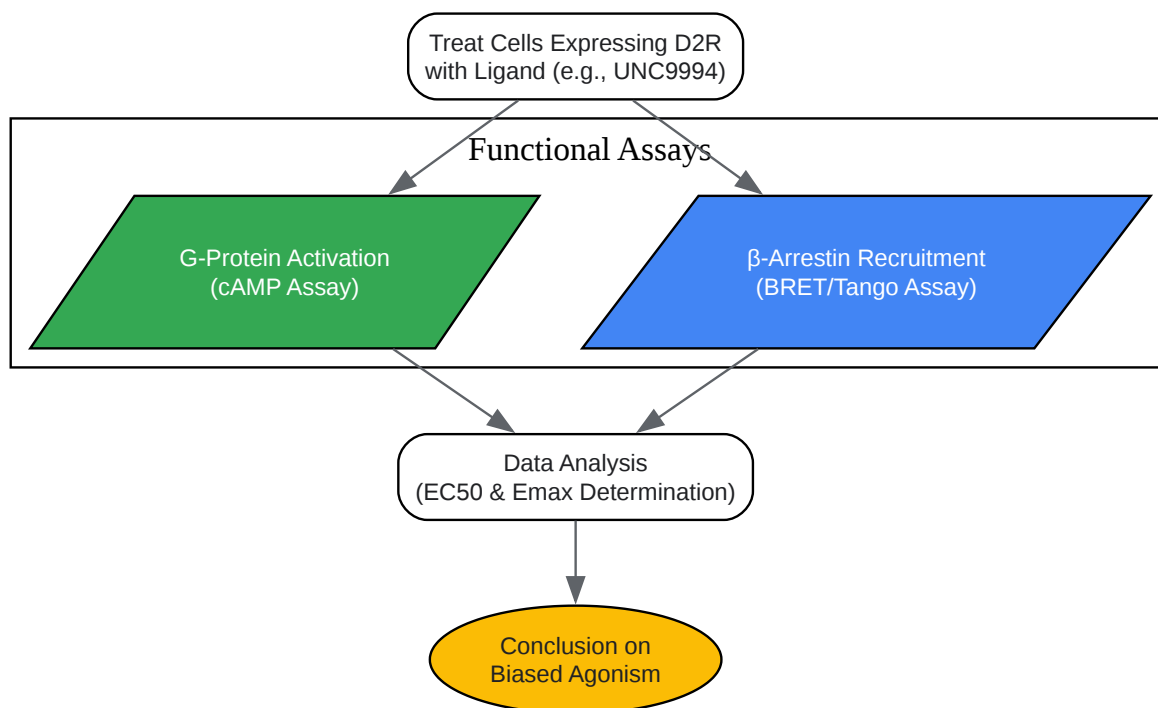 Treat Cells Expressing D2R
with Ligand (e.g., UNC9994)
Functional Assays
G-Protein Activation
(cAMP Assay)
β-Arrestin Recruitment
(BRET/Tango Assay)
Data Analysis
(EC50 & Emax Determination)
Conclusion on
Biased Agonism